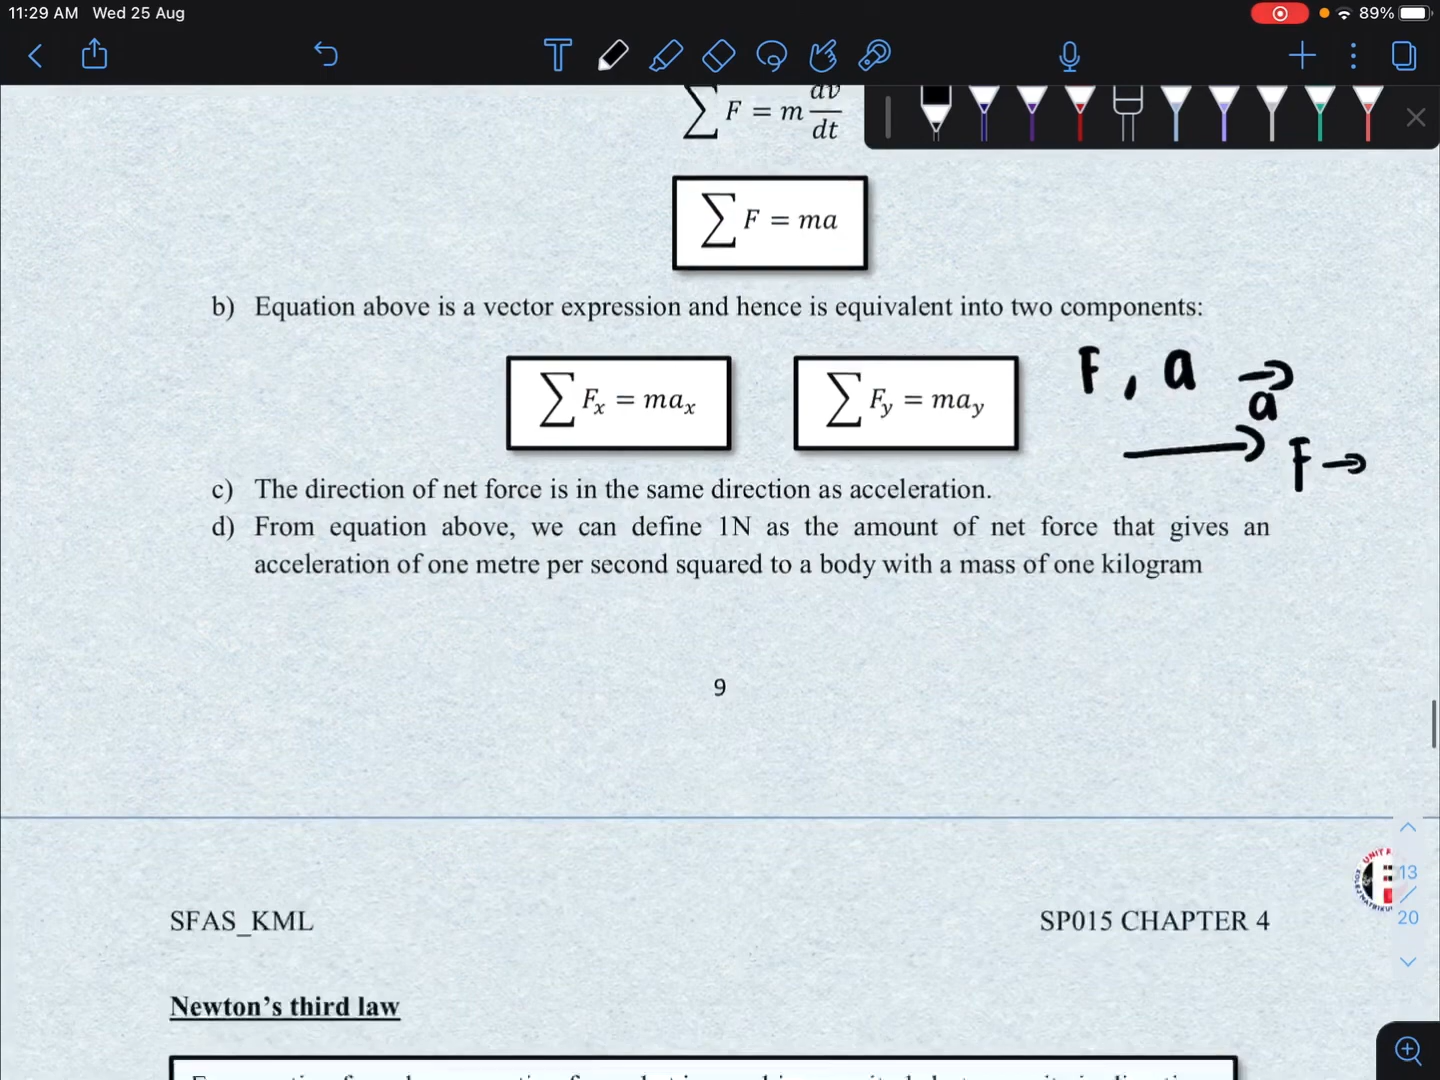 11:29 AM Wed 25 Aug
89%
∑ F = m dv/dt
∑ F = ma
b) Equation above is a vector expression and hence is equivalent into two components:
∑ Fx = max
∑ Fy = may
F , a
a
F
c) The direction of net force is in the same direction as acceleration.
d) From equation above, we can define 1N as the amount of net force that gives an
acceleration of one metre per second squared to a body with a mass of one kilogram
9
13
/
20
SFAS_KML
SP015 CHAPTER 4
Newton's third law